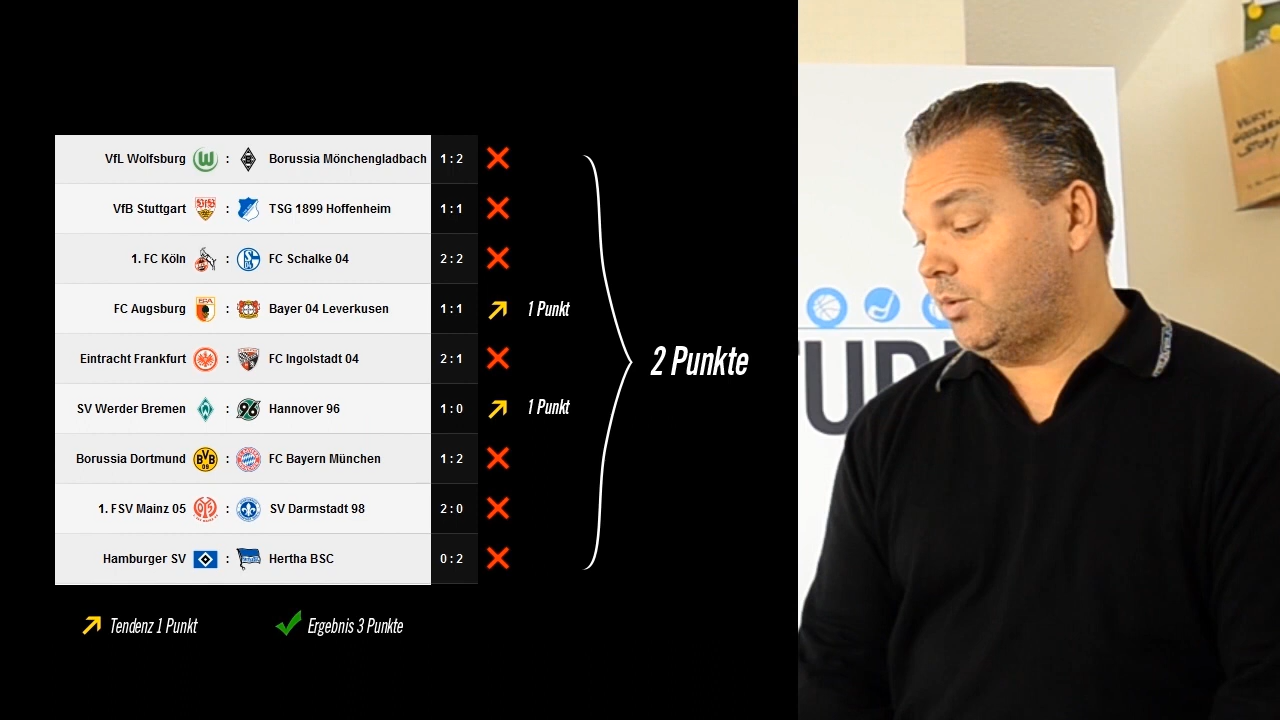 VfL Wolfsburg : Borussia Mönchengladbach 1 : 2
VfB Stuttgart : TSG 1899 Hoffenheim 1 : 1
1. FC Köln : FC Schalke 04 2 : 2
FC Augsburg : Bayer 04 Leverkusen 1 : 1 1 Punkt
Eintracht Frankfurt : FC Ingolstadt 04 2 : 1
SV Werder Bremen : Hannover 96 1 : 0 1 Punkt
Borussia Dortmund : FC Bayern München 1 : 2
1. FSV Mainz 05 : SV Darmstadt 98 2 : 0
Hamburger SV : Hertha BSC 0 : 2
2 Punkte
Tendenz 1 Punkt
Ergebnis 3 Punkte